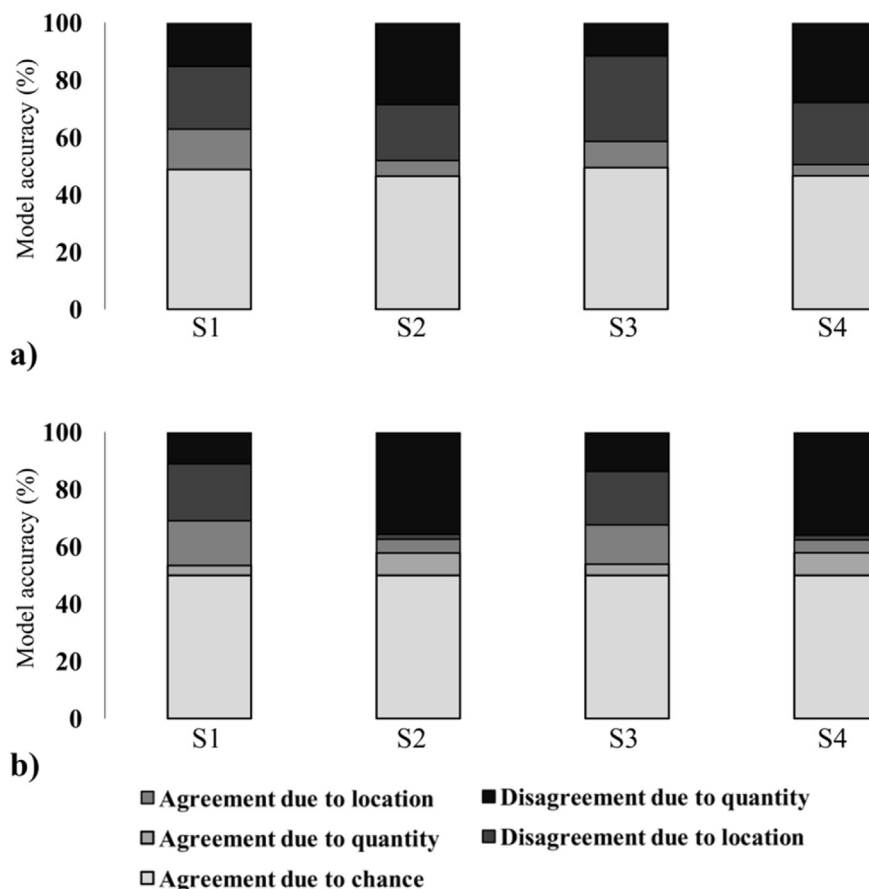 100
80
60
40
20
0
Model accuracy (%)
S1 S2 S3 S4
a)
100
80
60
40
20
0
Model accuracy (%)
S1 S2 S3 S4
b)
Agreement due to location Disagreement due to quantity
Agreement due to quantity Disagreement due to location
Agreement due to chance